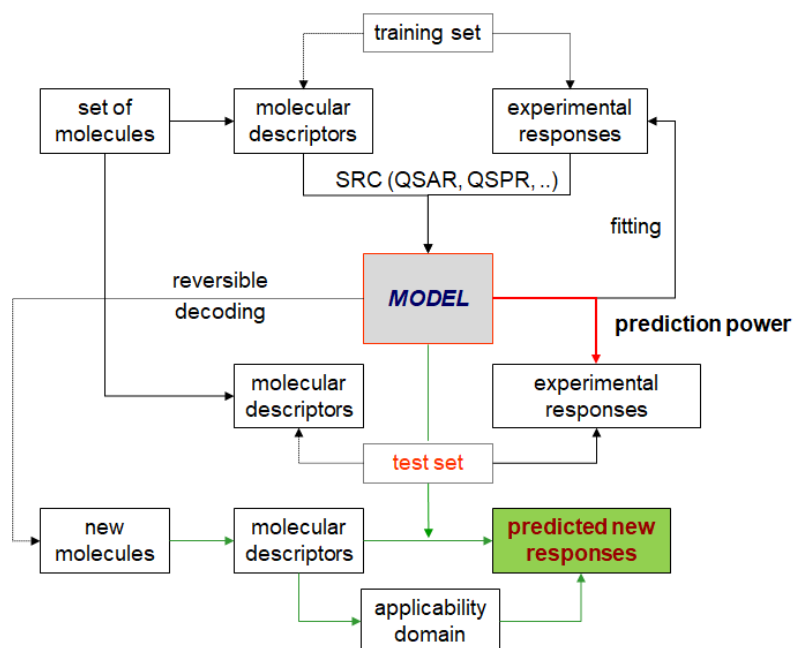 training set
set of
molecules
molecular
descriptors
experimental
responses
SRC (QSAR, QSPR, ..)
fitting
reversible
decoding
MODEL
prediction power
molecular
descriptors
experimental
responses
test set
new
molecules
molecular
descriptors
predicted new
responses
applicability
domain